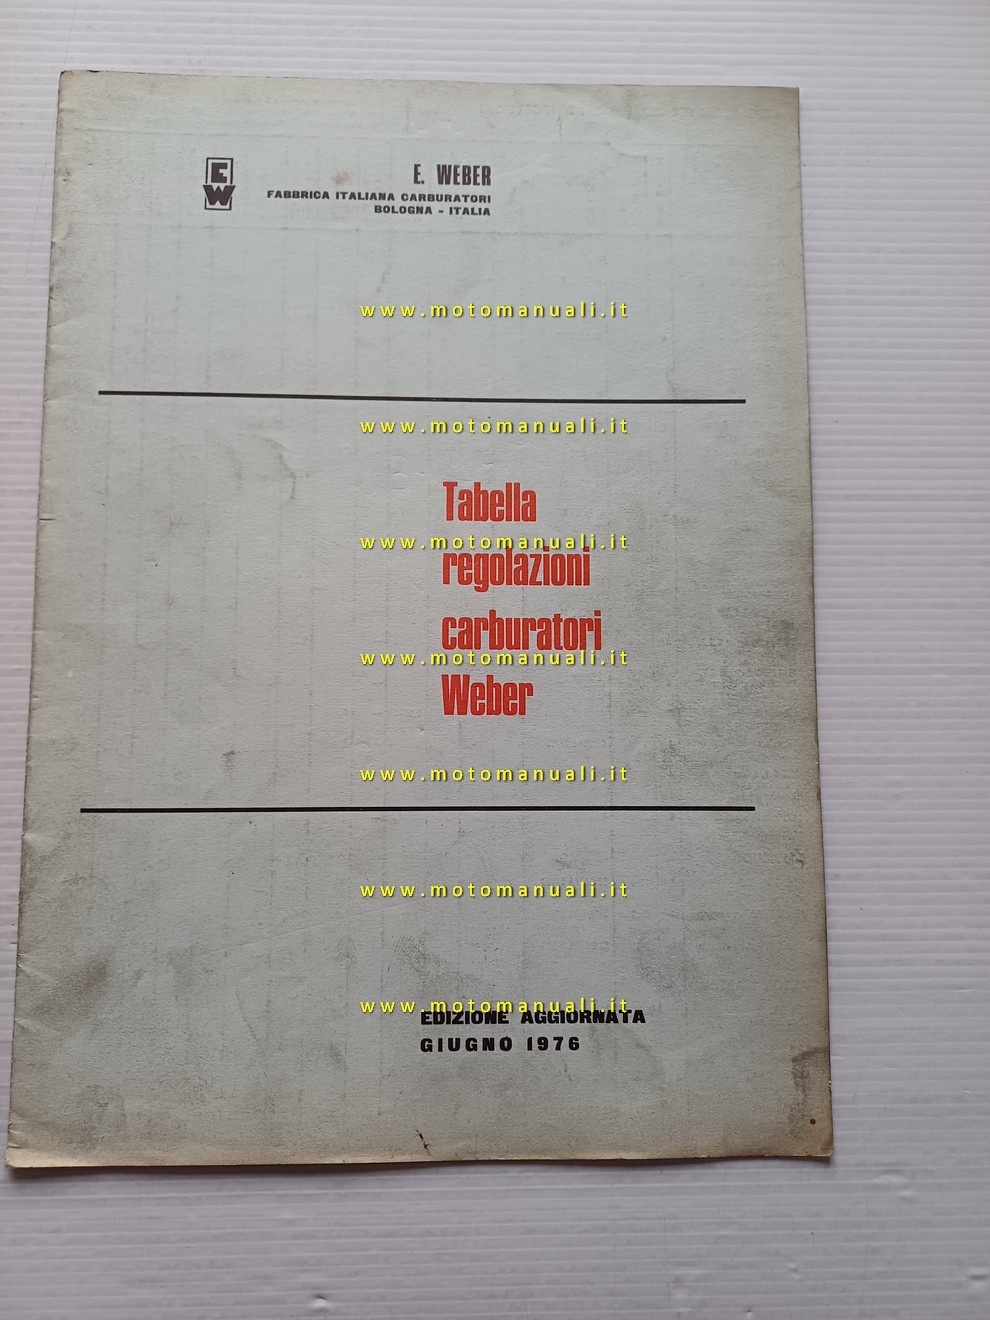 EW
E. WEBER
FABBRICA ITALIANA CARBURATORI
BOLOGNA - ITALIA
www.motomanuali.it
www.motomanuali.it
Tabella
www.motomanuali.it
regolazioni
carburatori
www.motomanuali.it
Weber
www.motomanuali.it
www.motomanuali.it
www.motomanuali.it
EDIZIONE AGGIORNATA
GIUGNO 1976